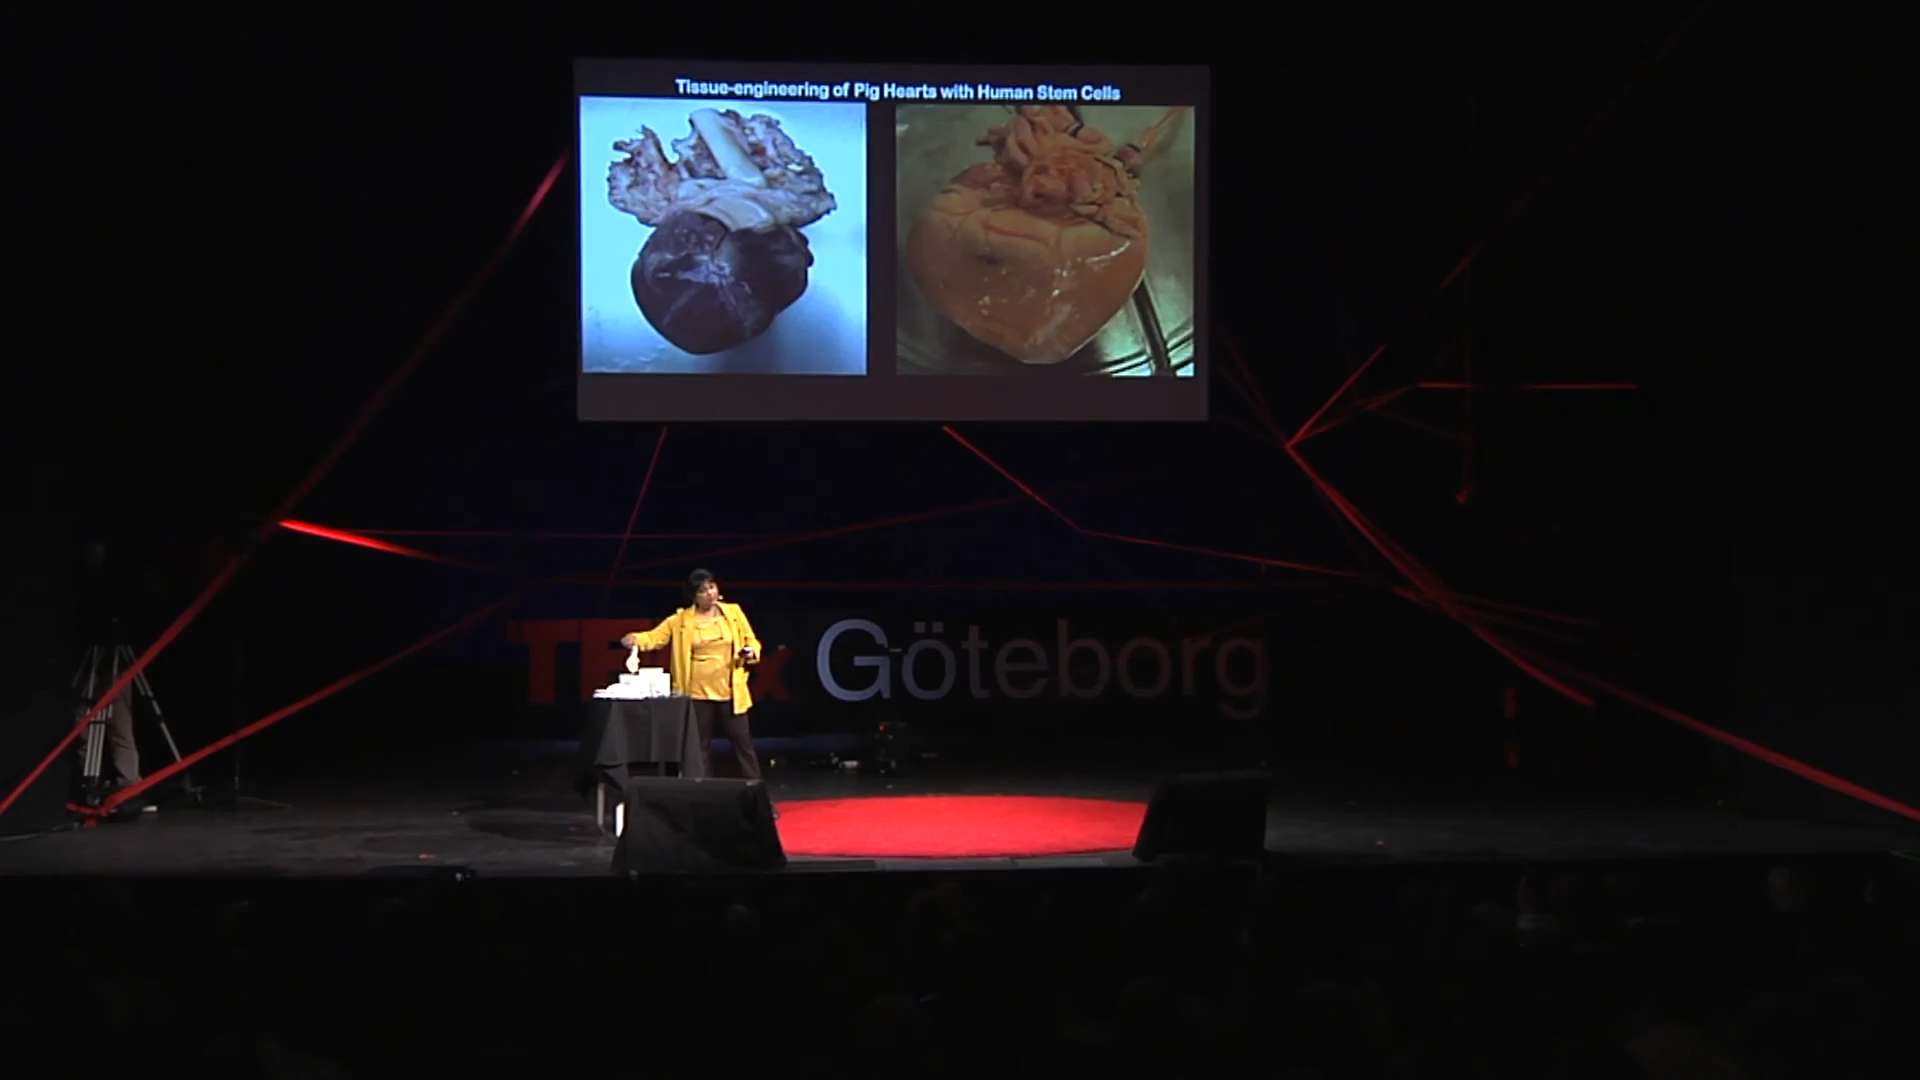 Tissue-engineering of Pig Hearts with Human Stem Cells
TEDx Göteborg